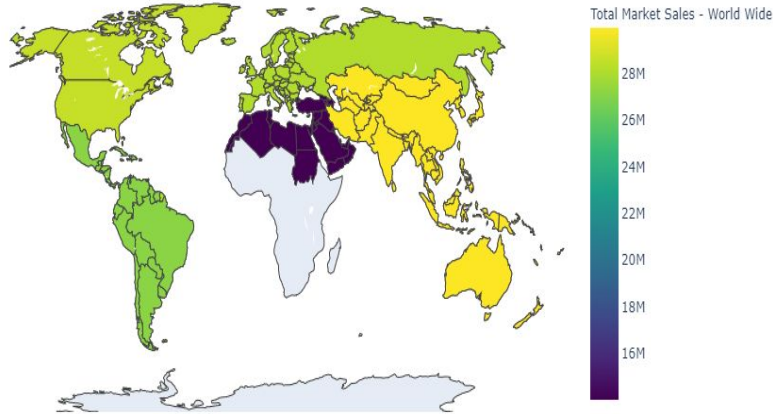 Total Market Sales - World Wide
28M
26M
24M
22M
20M
18M
16M